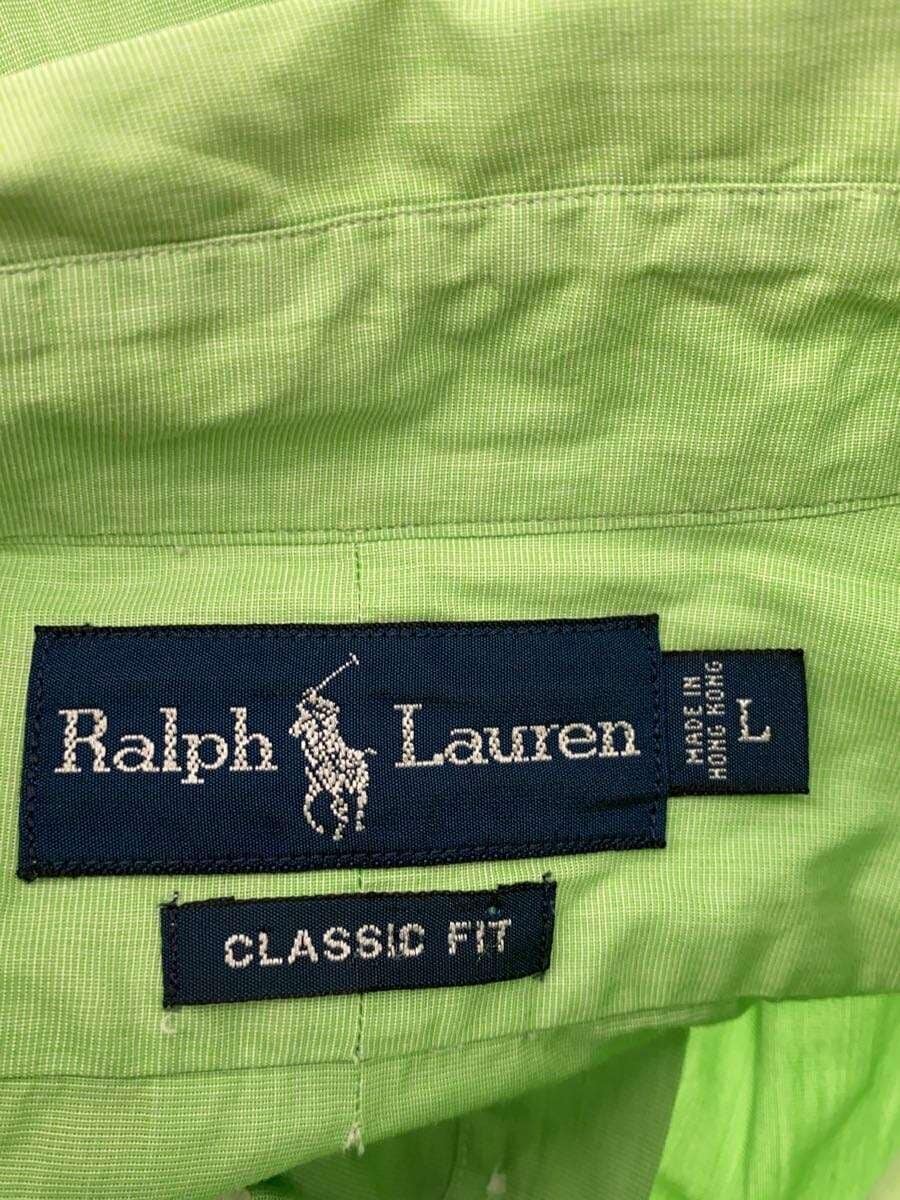 Ralph Lauren
MADE IN
HONG KONG
L
CLASSIC FIT